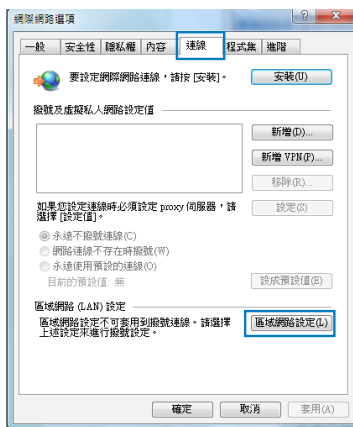 網際網路選項
一般 安全性 隱私權 內容 連線 程式集 進階
要設定網際網路連線，請按 [安裝]。 安裝(U)
撥號及虛擬私人網路設定值
新增(D)...
新增 VPN(P)...
移除(R)...
如果您設定連線時必須設定 proxy 伺服器，請 設定(S)
選擇 [設定值]。
永遠不撥號連線(C)
網路連線不存在時撥號(W)
永遠使用預設的連線(O)
目前的預設值: 無 設成預設值(E)
區域網路 (LAN) 設定
區域網路設定不可套用到撥號連線。請選擇 區域網路設定(L)
上述設定來進行撥號設定。
確定 取消 套用(A)